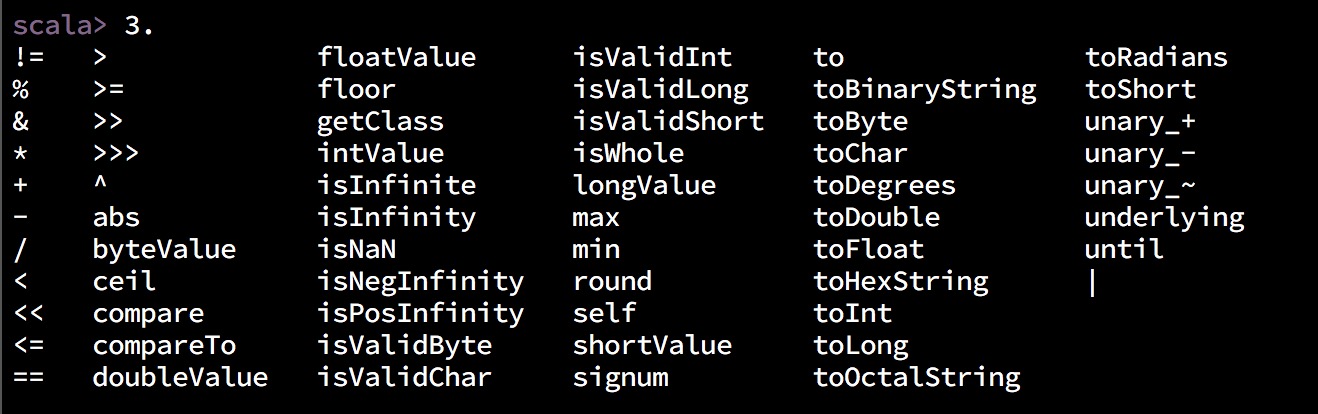 scala> 3.
!= > floatValue isValidInt to toRadians
% >= floor isValidLong toBinaryString toShort
& >> getClass isValidShort toByte unary_+
* >>> intValue isWhole toChar unary_-
+ ^ isInfinite longValue toDegrees unary_~
- abs isInfinity max toDouble underlying
/ byteValue isNaN min toFloat until
< ceil isNegInfinity round toHexString |
<< compare isPosInfinity self toInt
<= compareTo isValidByte shortValue toLong
== doubleValue isValidChar signum toOctalString